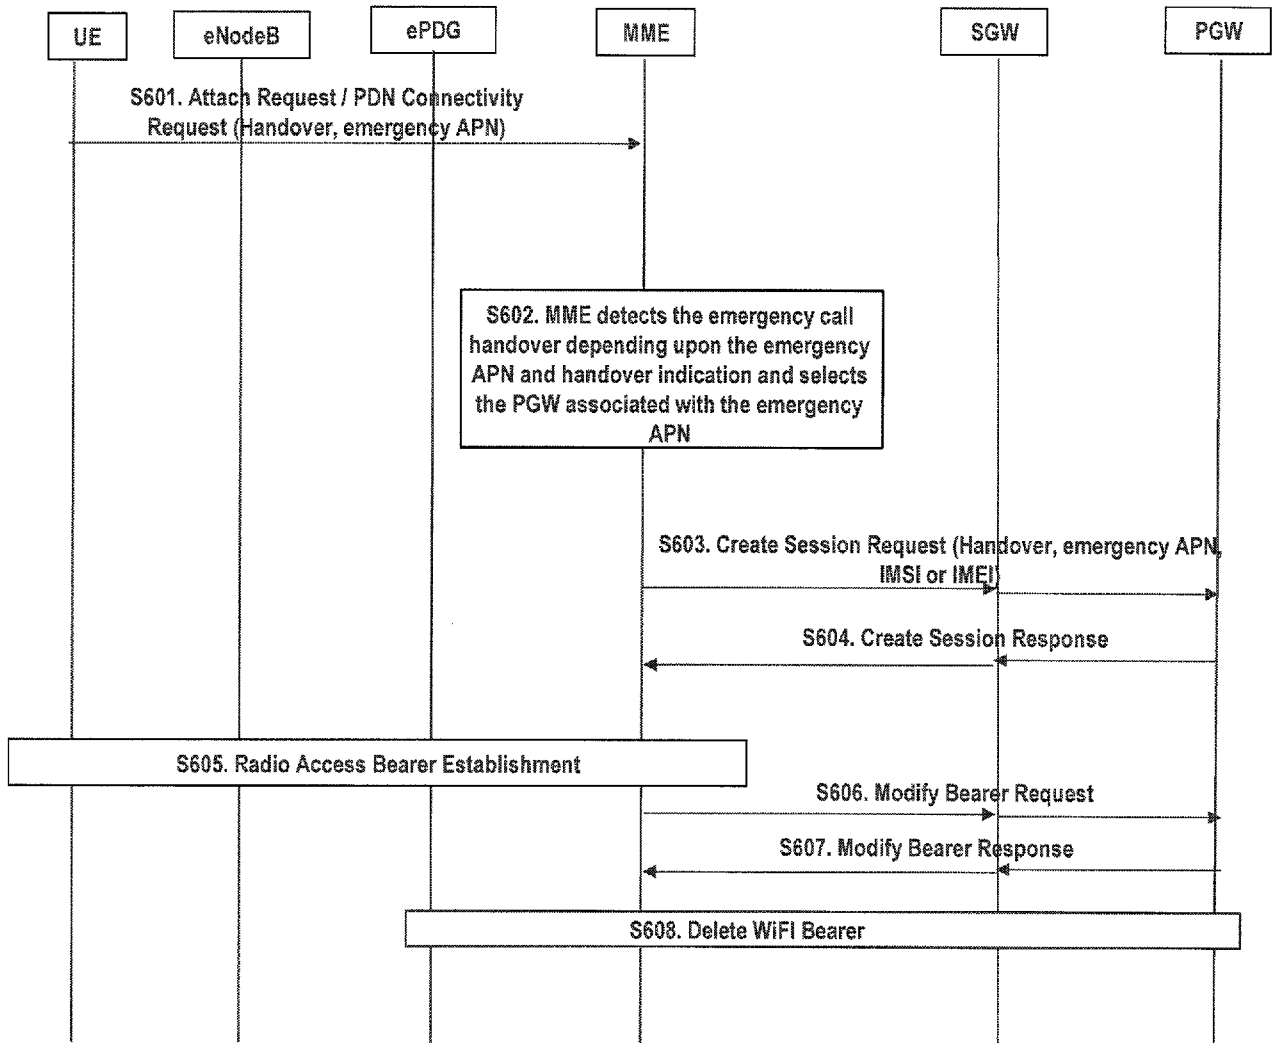 UE
eNodeB
ePDG
MME
SGW
PGW
S601. Attach Request / PDN Connectivity
Request (Handover, emergency APN)
S602. MME detects the emergency call
handover depending upon the emergency
APN and handover indication and selects
the PGW associated with the emergency
APN
S603. Create Session Request (Handover, emergency APN,
IMSI or IMEI)
S604. Create Session Response
S605. Radio Access Bearer Establishment
S606. Modify Bearer Request
S607. Modify Bearer Response
S608. Delete WiFI Bearer